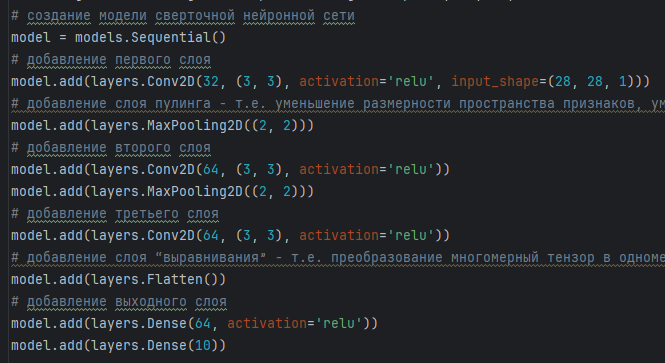 # создание модели сверточной нейронной сети
model = models.Sequential()
# добавление первого слоя
model.add(layers.Conv2D(32, (3, 3), activation='relu', input_shape=(28, 28, 1)))
# добавление слоя пулинга - т.е. уменьшение размерности пространства признаков, ум
model.add(layers.MaxPooling2D((2, 2)))
# добавление второго слоя
model.add(layers.Conv2D(64, (3, 3), activation='relu'))
model.add(layers.MaxPooling2D((2, 2)))
# добавление третьего слоя
model.add(layers.Conv2D(64, (3, 3), activation='relu'))
# добавление слоя “выравнивания” - т.е. преобразование многомерный тензор в одноме
model.add(layers.Flatten())
# добавление выходного слоя
model.add(layers.Dense(64, activation='relu'))
model.add(layers.Dense(10))